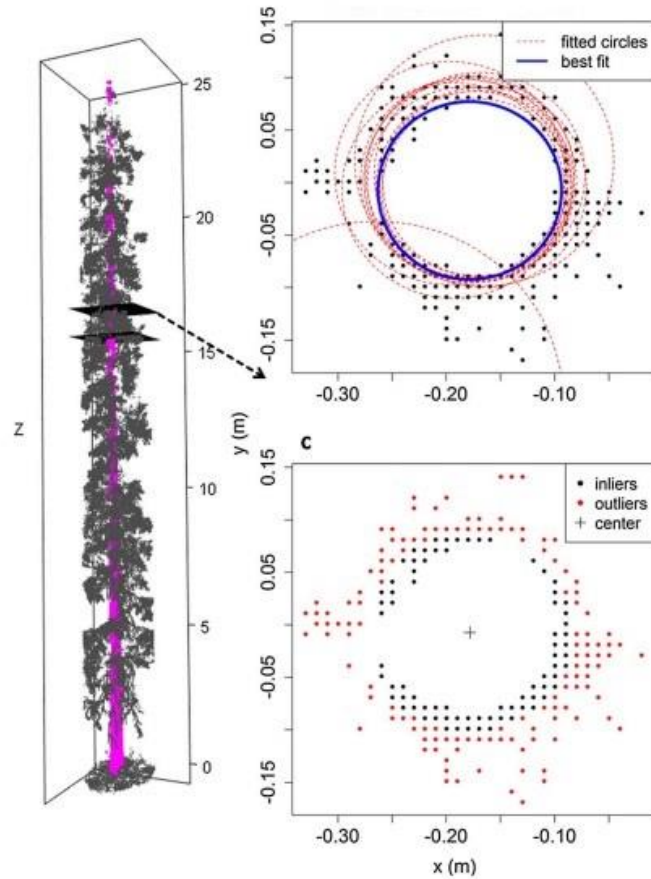 25
20
15
10
5
0
Z
0.15
0.05
-0.05
-0.15
y (m)
fitted circles
best fit
-0.30
-0.20
-0.10
c
0.15
0.05
-0.05
-0.15
inliers
outliers
center
-0.30
-0.20
-0.10
x (m)